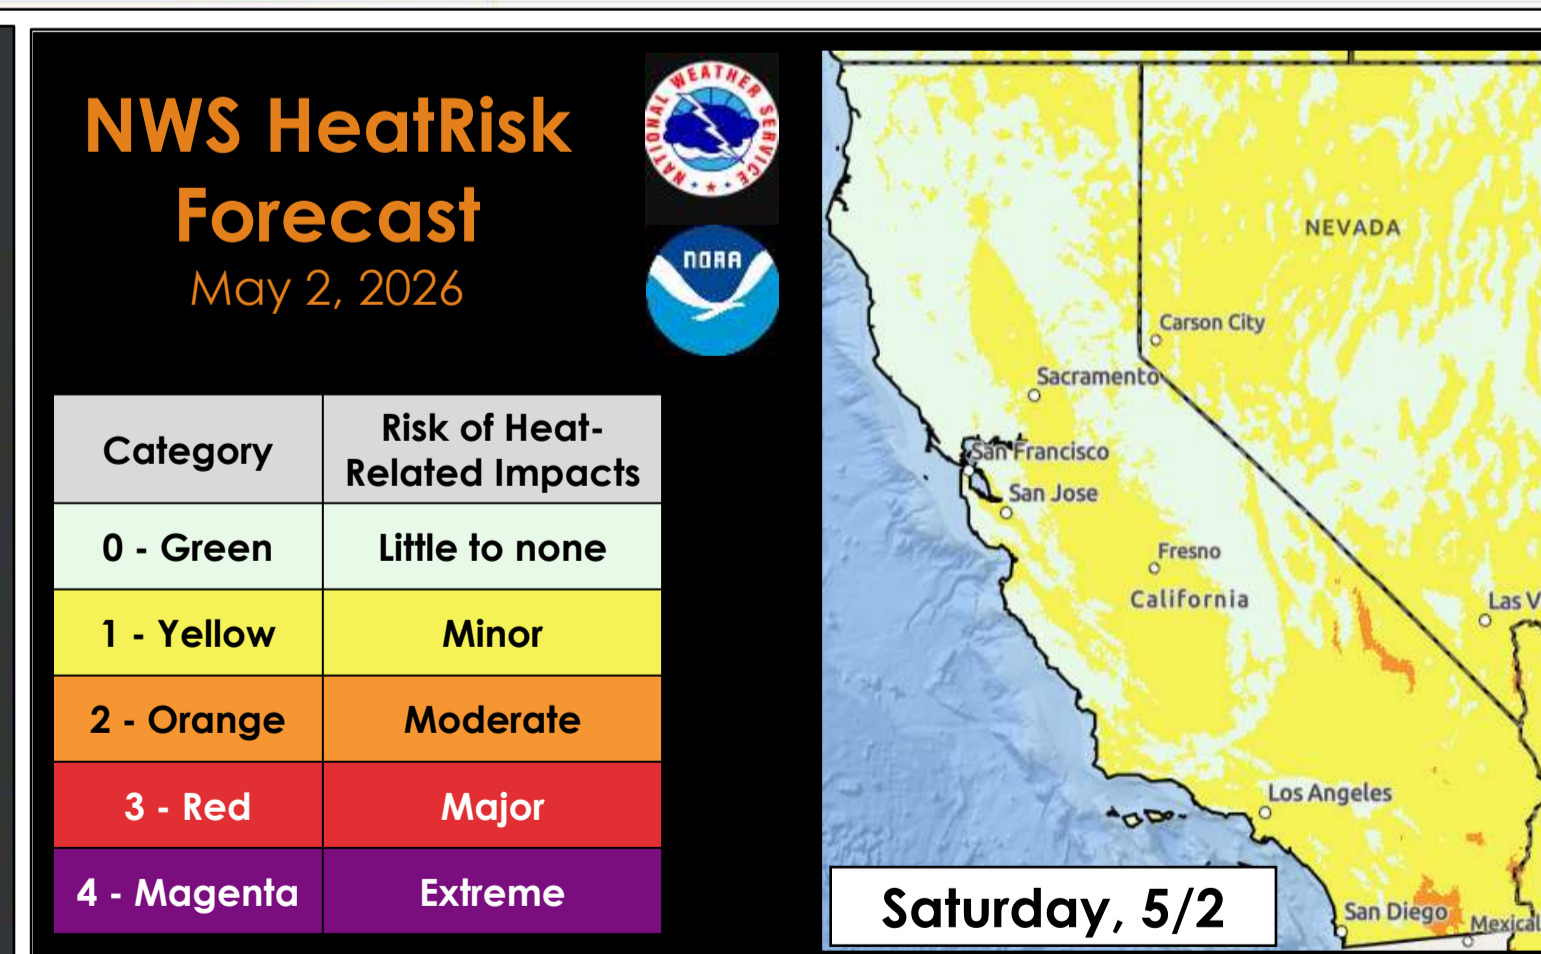 NWS HeatRisk
Forecast
May 2, 2026
NATIONAL WEATHER SERVICE
NOAA
Category
Risk of Heat-
Related Impacts
0 - Green
Little to none
1 - Yellow
Minor
2 - Orange
Moderate
3 - Red
Major
4 - Magenta
Extreme
NEVADA
Carson City
Sacramento
San Francisco
San Jose
Fresno
California
Las V
Los Angeles
San Diego
Mexical
Saturday, 5/2